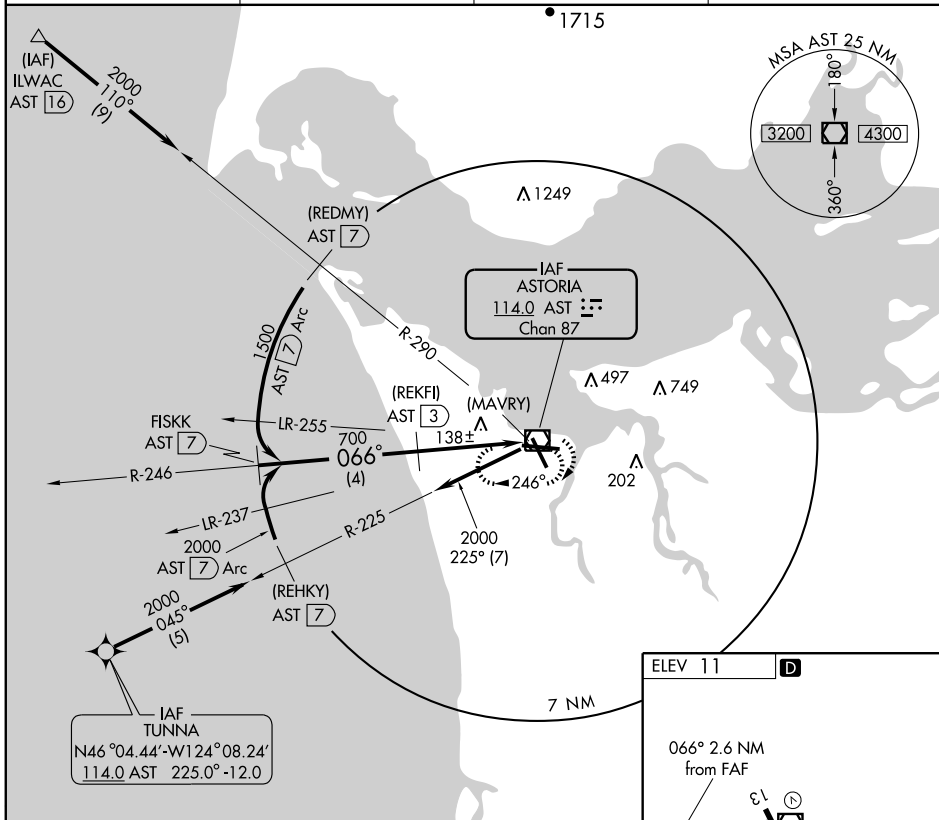 1715
MSA AST 25 NM
180°
3200
4300
360°
(IAF)
ILWAC
AST 16
2000
110°
(9)
(REDMY)
AST 7
1249
IAF
ASTORIA
114.0 AST
Chan 87
1500
AST 7 Arc
R-290
497
749
(REKFI)
AST 3
(MAVRY)
FISKK
AST 7
LR-255
700
138±
066°
(4)
R-246
246°
202
LR-237
R-225
2000
AST 7 Arc
2000
225° (7)
(REHKY)
AST 7
2000
045°
(5)
7 NM
IAF
TUNNA
N46°04.44'-W124°08.24'
114.0 AST 225.0°-12.0
ELEV 11
D
066° 2.6 NM
from FAF
13